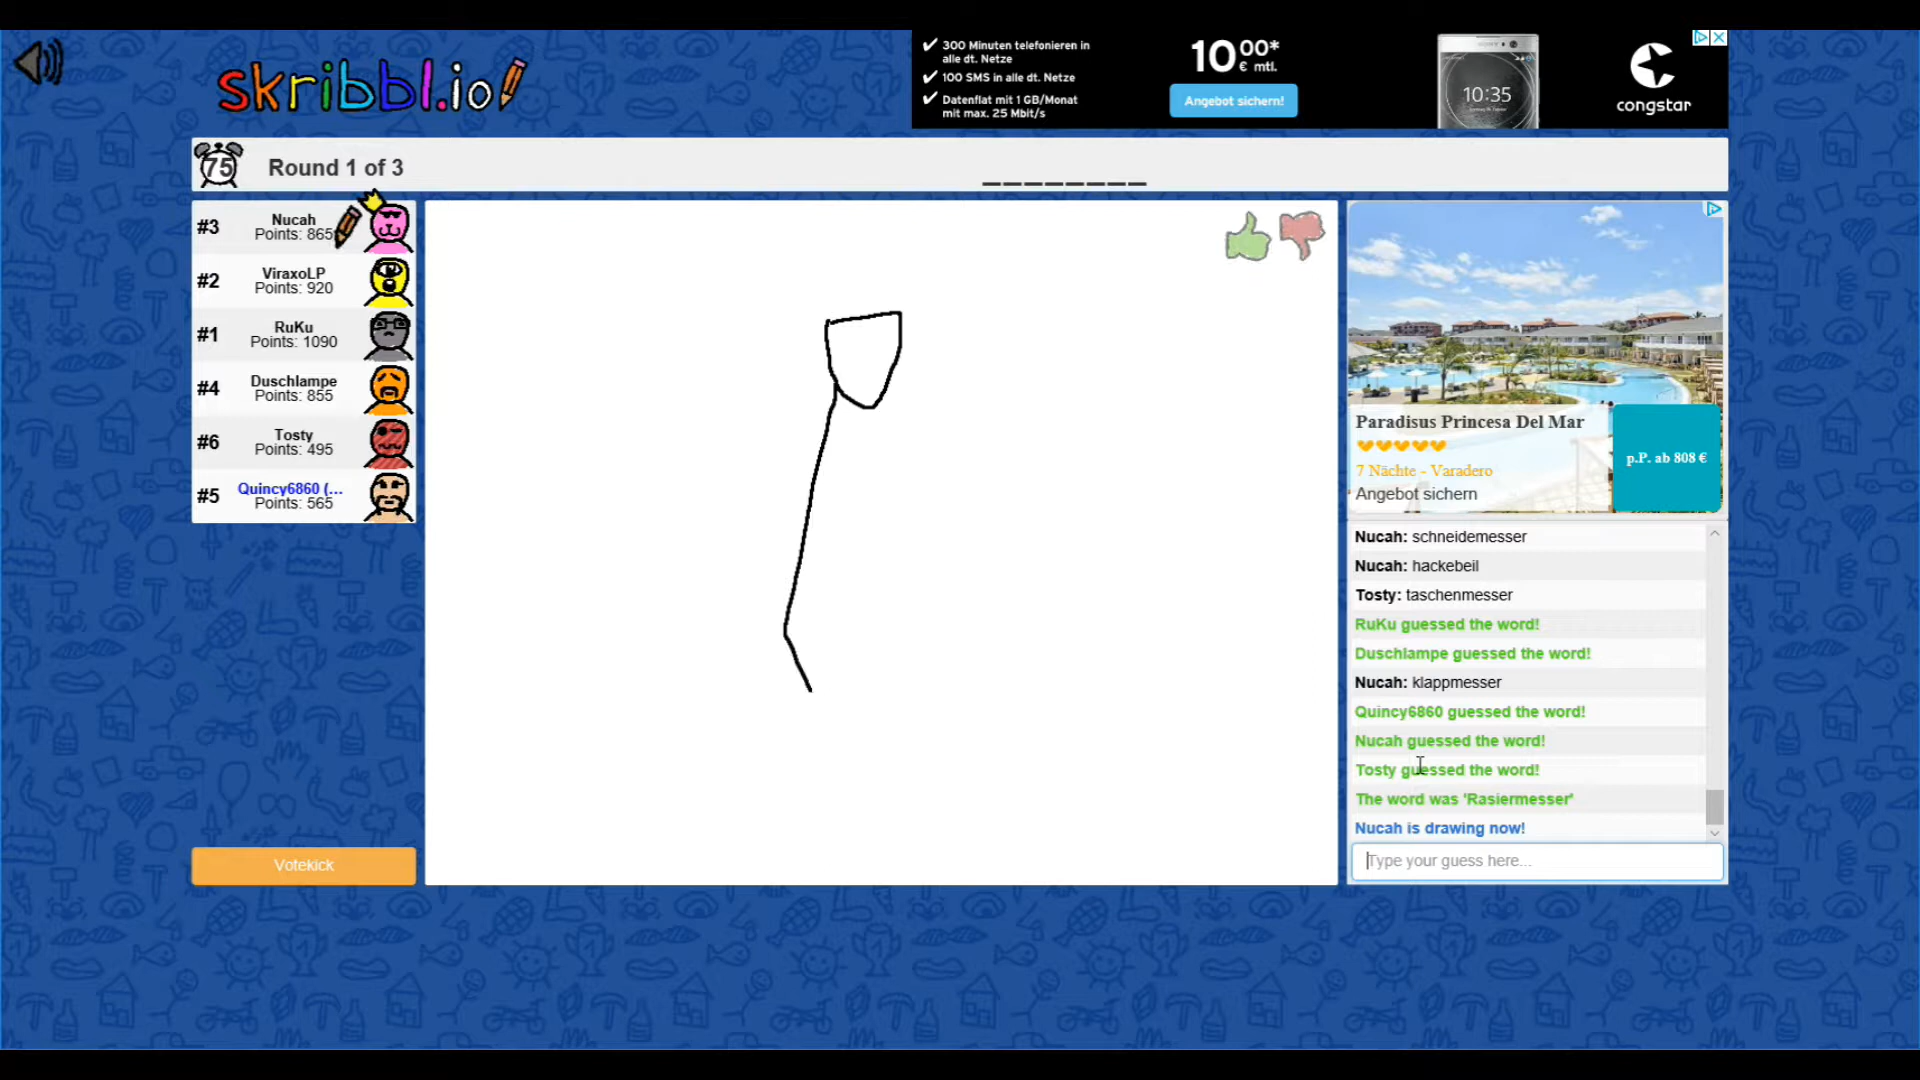 300 Minuten telefonieren in
alle dt. Netze
100 SMS in alle dt. Netze
Datenflat mit 1 GB/Monat
mit max. 25 Mbit/s
10 00*
€ mtl.
Angebot sichern!
10:35
congstar
skribbl.io
75
Round 1 of 3
________
#3
Nucah
Points: 865
#2
ViraxoLP
Points: 920
#1
RuKu
Points: 1090
#4
Duschlampe
Points: 855
#6
Tosty
Points: 495
#5
Quincy6860 (...
Points: 565
Votekick
Paradisus Princesa Del Mar
7 Nächte - Varadero
Angebot sichern
p.P. ab 808 €
Nucah: schneidemesser
Nucah: hackebeil
Tosty: taschenmesser
RuKu guessed the word!
Duschlampe guessed the word!
Nucah: klappmesser
Quincy6860 guessed the word!
Nucah guessed the word!
Tosty guessed the word!
The word was 'Rasiermesser'
Nucah is drawing now!
Type your guess here...